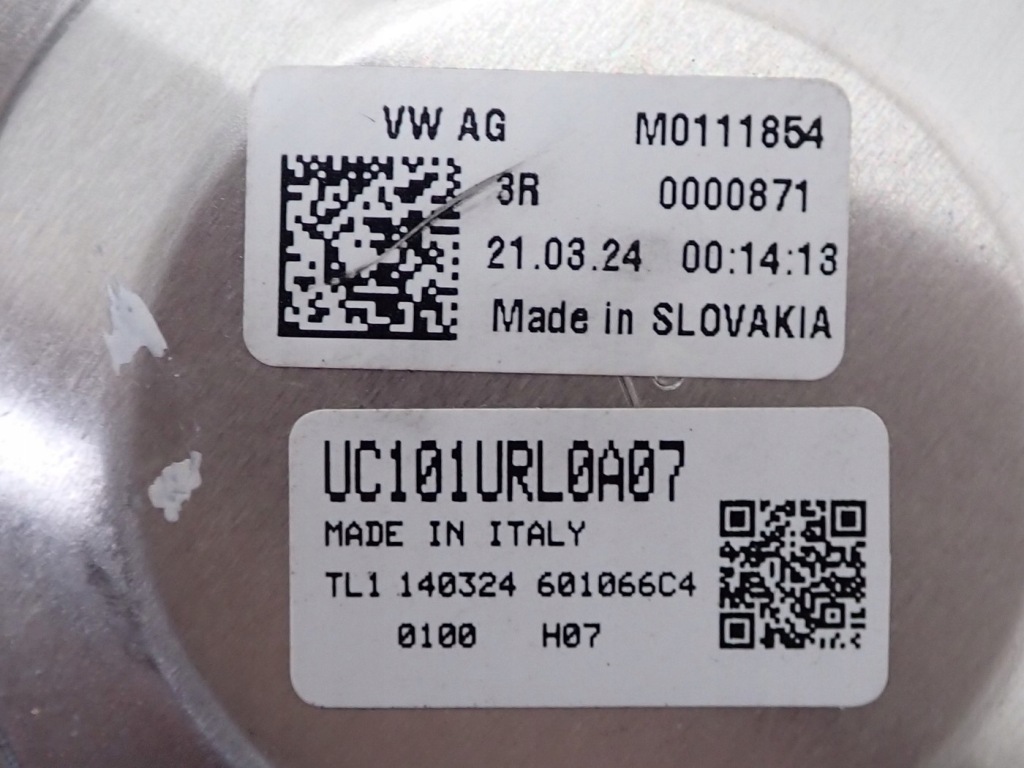 VW AG M0111854
3R 0000871
21.03.24 00:14:13
Made in SLOVAKIA
UC101URL0A07
MADE IN ITALY
TL1 140324 601066C4
0100 H07